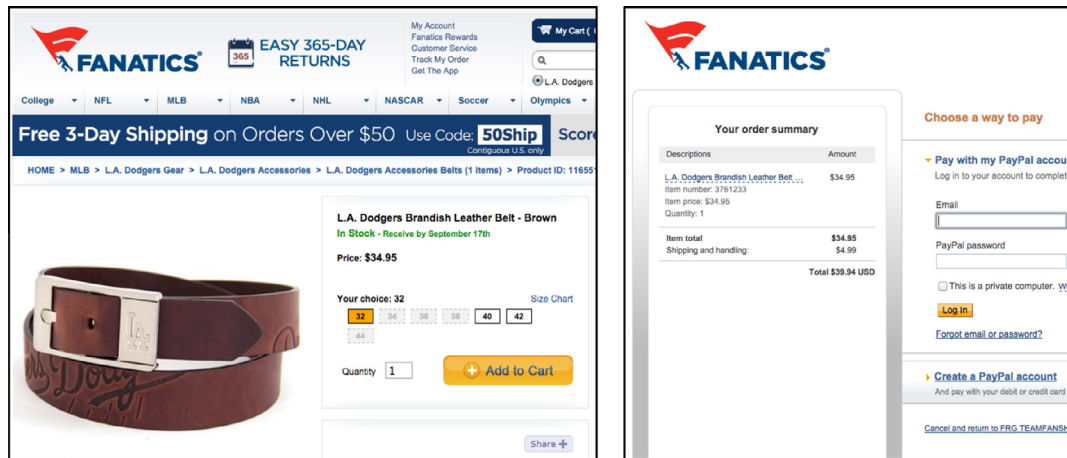 FANATICS
365
EASY 365-DAY
RETURNS
My Account
Fanatics Rewards
Customer Service
Track My Order
Get The App
My Cart (
L.A. Dodgers
College NFL MLB NBA NHL NASCAR Soccer Olympics
Free 3-Day Shipping on Orders Over $50 Use Code: 50Ship
Contiguous U.S. only
Score
HOME > MLB > L.A. Dodgers Gear > L.A. Dodgers Accessories > L.A. Dodgers Accessories Belts (1 Items) > Product ID: 11655
L.A. Dodgers Brandish Leather Belt - Brown
In Stock - Receive by September 17th
Price: $34.95
Your choice: 32
Size Chart
32 34 36 38 40 42
44
Quantity 1
Add to Cart
Share +
LA
FANATICS
Your order summary
Descriptions Amount
L.A. Dodgers Brandish Leather Belt ... $34.95
Item number: 3761233
Item price: $34.95
Quantity: 1
Item total $34.95
Shipping and handling: $4.99
Total $39.94 USD
Choose a way to pay
Pay with my PayPal accou
Log in to your account to complet
Email
PayPal password
This is a private computer.
Log In
Forgot email or password?
Create a PayPal account
And pay with your debit or credit card
Cancel and return to FRG TEAMFANSH